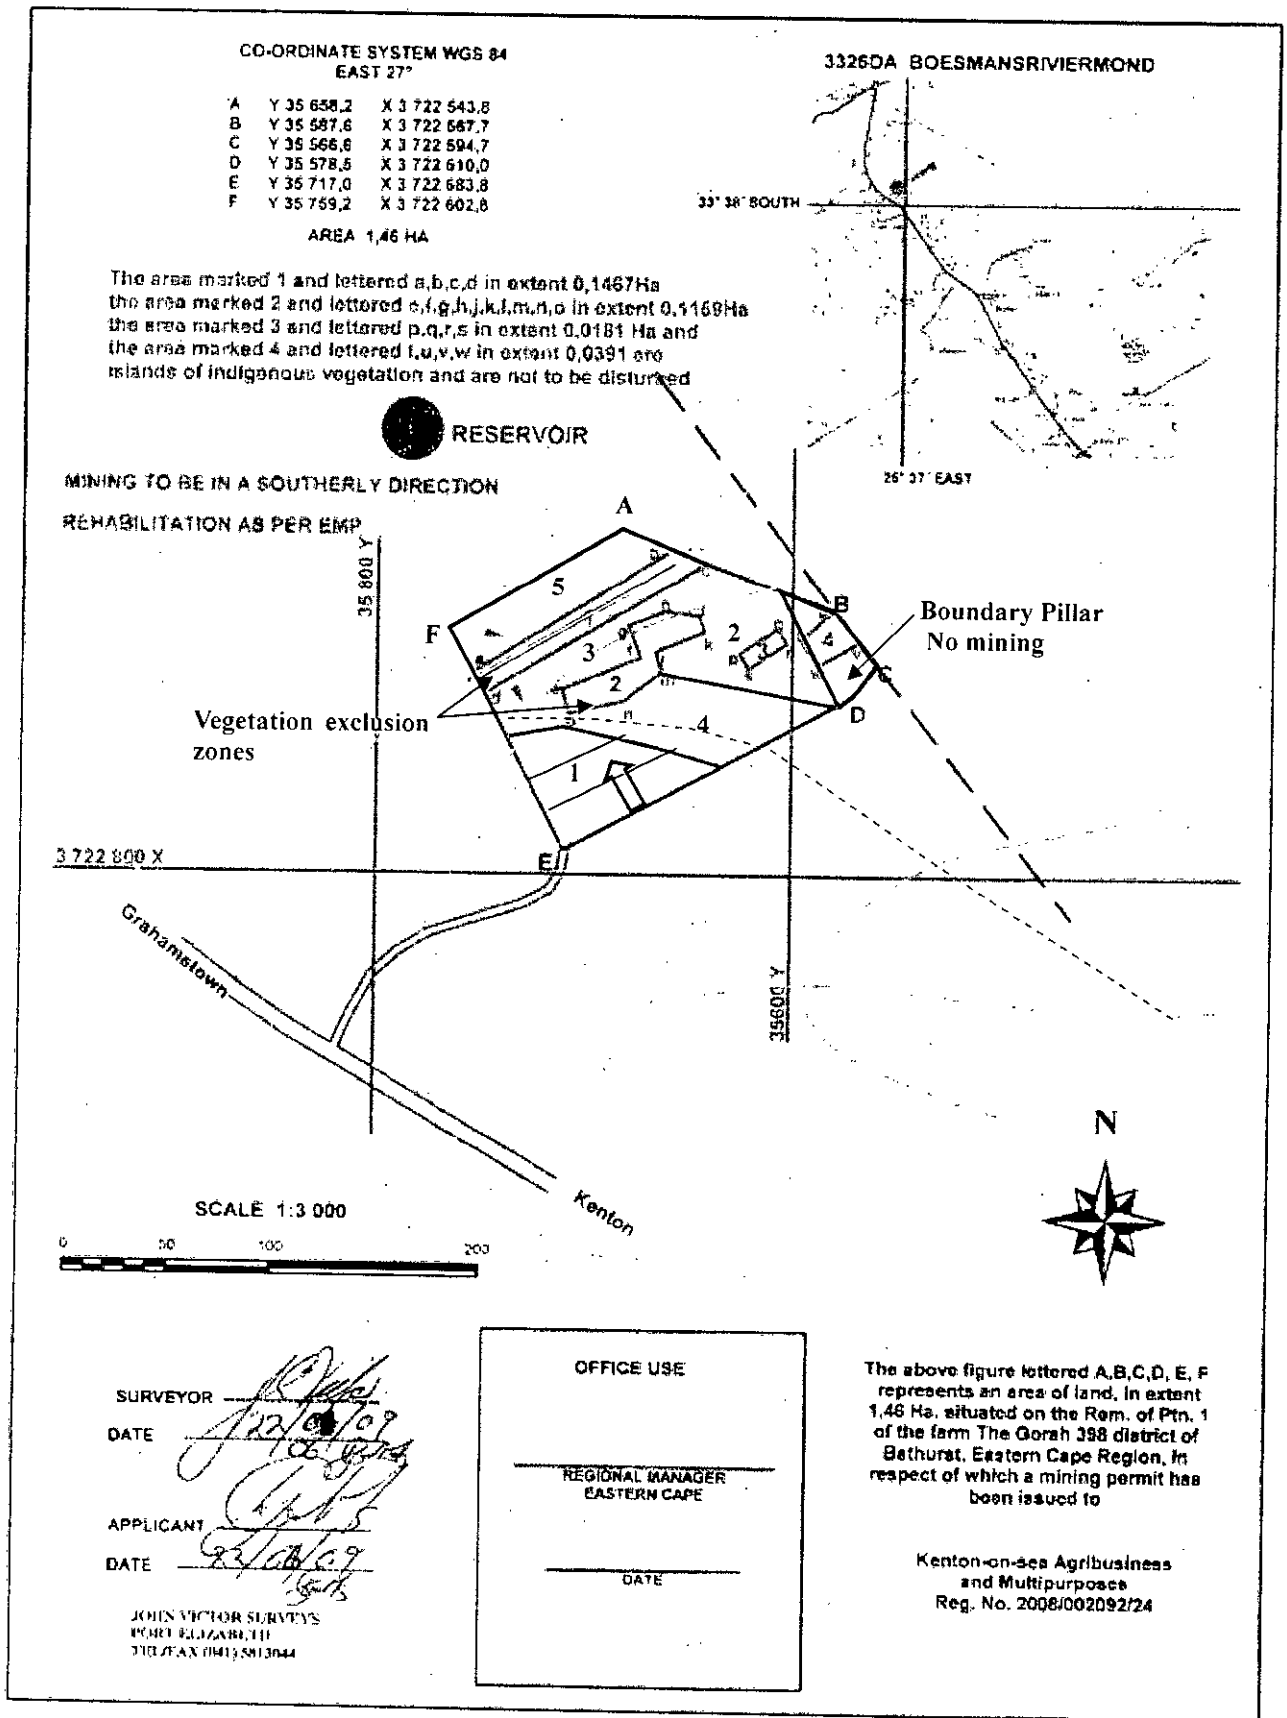 CO-ORDINATE SYSTEM WGS 84
EAST 27°
A Y 35 658,2 X 3 722 543,8
B Y 35 587,6 X 3 722 567,7
C Y 35 566,6 X 3 722 594,7
D Y 35 578,5 X 3 722 610,0
E Y 35 717,0 X 3 722 683,8
F Y 35 759,2 X 3 722 602,8
AREA 1,46 HA
3326DA BOESMANSRIVIERMOND
33° 38' SOUTH
26° 37' EAST
The area marked 1 and lettered a,b,c,d in extent 0,1467Ha
the area marked 2 and lettered e,f,g,h,j,k,l,m,n,o in extent 0,1159Ha
the area marked 3 and lettered p,q,r,s in extent 0,0181 Ha and
the area marked 4 and lettered t,u,v,w in extent 0,0391 are
islands of indigenous vegetation and are not to be disturbed
RESERVOIR
MINING TO BE IN A SOUTHERLY DIRECTION
REHABILITATION AS PER EMP
35 800 Y
A
5
F
B
2
3
3
4
2
C
D
4
1
E
Boundary Pillar
No mining
Vegetation exclusion
zones
3 722 800 X
35600 Y
Grahamstown
Kenton
N
SCALE 1:3 000
0 50 100 200
SURVEYOR
DATE 22/
APPLICANT
DATE
JOHN VICTOR SURVEYS
PORT ELIZABETH
TEL/FAX (041) 5813044
OFFICE USE
REGIONAL MANAGER
EASTERN CAPE
DATE
The above figure lettered A,B,C,D, E, F
represents an area of land, in extent
1,46 Ha. situated on the Rem. of Ptn. 1
of the farm The Gorah 398 district of
Bathurst, Eastern Cape Region, in
respect of which a mining permit has
been issued to
Kenton-on-sea Agribusiness
and Multipurposes
Reg. No. 2008/002092/24